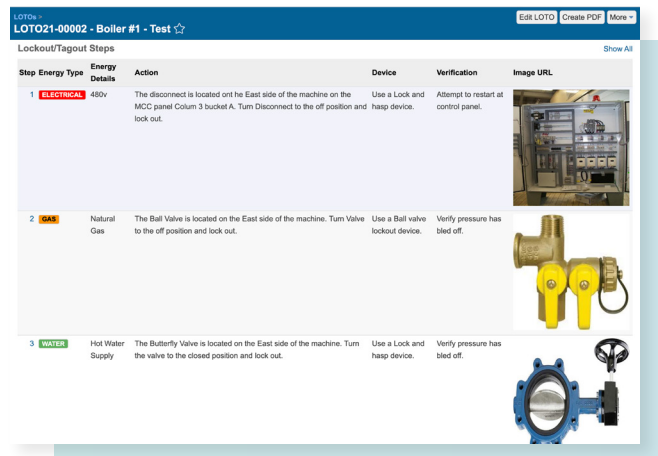 LOTOs >
LOTO21-00002 - Boiler #1 - Test
Edit LOTO Create PDF More
Lockout/Tagout Steps
Show All
Step Energy Type Energy Details Action Device Verification Image URL
1 ELECTRICAL 480v
The disconnect is located ont he East side of the machine on the
MCC panel Colum 3 bucket A. Turn Disconnect to the off position and
lock out.
Use a Lock and
hasp device.
Attempt to restart at
control panel.
2 GAS
Natural
Gas
The Ball Valve is located on the East side of the machine. Turn Valve
to the off position and lock out.
Use a Ball valve
lockout device.
Verify pressure has
bled off.
3 WATER
Hot Water
Supply
The Butterfly Valve is located on the East side of the machine. Turn
the valve to the closed position and lock out.
Use a Lock and
hasp device.
Verify pressure has
bled off.